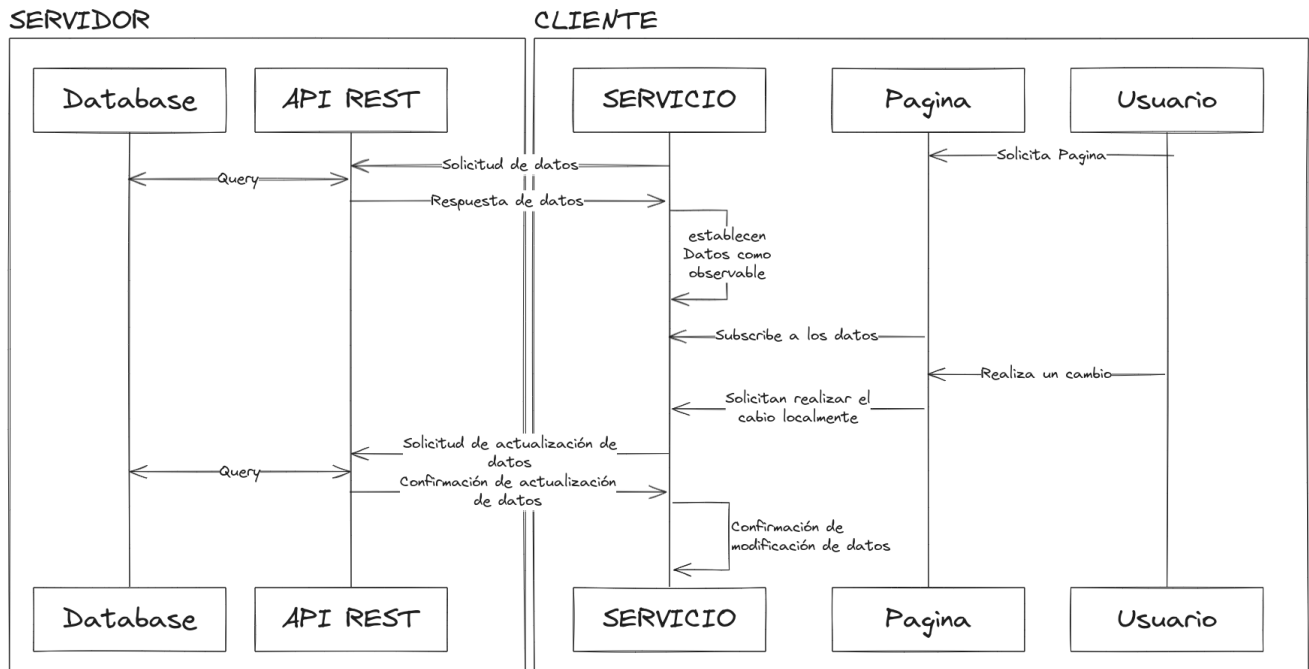 SERVIDOR
CLIENTE
Database
API REST
SERVICIO
Pagina
Usuario
Solicita Pagina
Solicitud de datos
Query
Respuesta de datos
establecen
Datos como
observable
Subscribe a los datos
Realiza un cambio
Solicitan realizar el
cabio localmente
Solicitud de actualización de
datos
Query
Confirmación de actualización
de datos
Confirmación de
modificación de datos
Database
API REST
SERVICIO
Pagina
Usuario